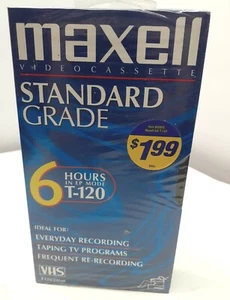 maxell
VIDEOCASSETTE
STANDARD
GRADE
$1.99
6 HOURS
IN EP MODE
T-120
IDEAL FOR:
EVERYDAY RECORDING
TAPING TV PROGRAMS
FREQUENT RE-RECORDING
VHS